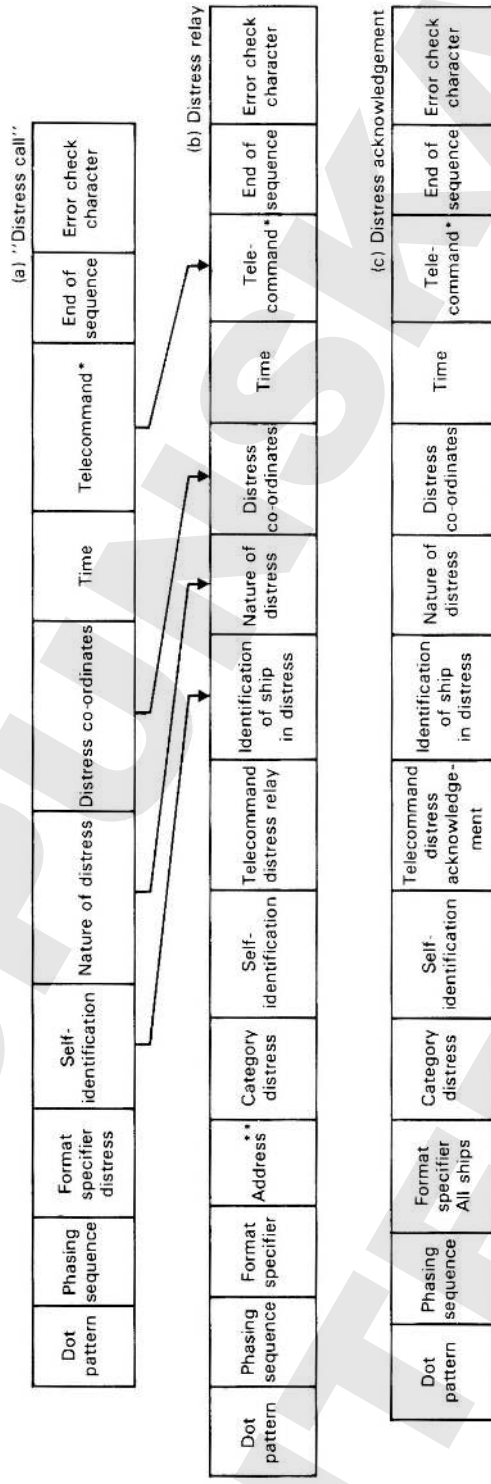 (a) "Distress call"
Dot
pattern
Phasing
sequence
Format
specifier
distress
Self-
identification
Nature of distress
Distress co-ordinates
Time
Telecommand*
End of
sequence
Error check
character
(b) Distress relay
Dot
pattern
Phasing
sequence
Format
specifier
Address**
Category
distress
Self-
identification
Telecommand
distress relay
Identification
of ship
in distress
Nature of
distress
Distress
co-ordinates
Time
Tele-
command*
End of
sequence
Error check
character
(c) Distress acknowledgement
Dot
pattern
Phasing
sequence
Format
specifier
All ships
Category
distress
Self-
identification
Telecommand
distress
acknowledge-
ment
Identification
of ship
in distress
Nature of
distress
Distress
co-ordinates
Time
Tele-
command*
End of
sequence
Error check
character